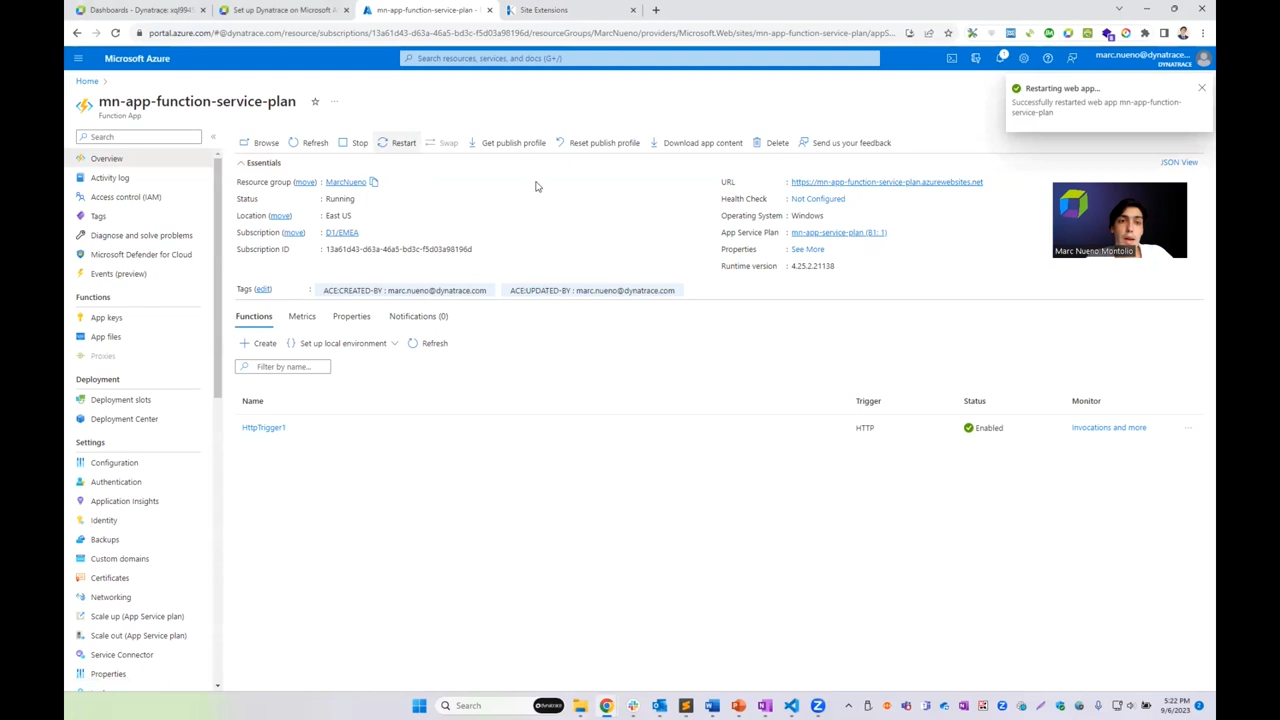 Dashboards - Dynatrace: xql9945
Set up Dynatrace on Microsoft A
mn-app-function-service-plan -
Site Extensions
portal.azure.com/#@dynatrace.com/resource/subscriptions/13a61d43-d63a-46a5-bd3c-f5d03a98196d/resourceGroups/MarcNueno/providers/Microsoft.Web/sites/mn-app-function-service-plan/appS...
Microsoft Azure
Search resources, services, and docs (G+/)
1
marc.nueno@dynatrace....
DYNATRACE
Home
mn-app-function-service-plan
Function App
Restarting web app...
Successfully restarted web app mn-app-function-
service-plan
Search
Browse
Refresh
Stop
Restart
Swap
Get publish profile
Reset publish profile
Download app content
Delete
Send us your feedback
Essentials
JSON View
Resource group (move) : MarcNueno
Status : Running
Location (move) : East US
Subscription (move) : D1/EMEA
Subscription ID : 13a61d43-d63a-46a5-bd3c-f5d03a98196d
URL : https://mn-app-function-service-plan.azurewebsites.net
Health Check : Not Configured
Operating System : Windows
App Service Plan : mn-app-service-plan (B1: 1)
Properties : See More
Runtime version : 4.25.2.21138
Marc Nueno Montolio
Tags (edit) : ACE:CREATED-BY : marc.nueno@dynatrace.com ACE:UPDATED-BY : marc.nueno@dynatrace.com
Functions
Metrics
Properties
Notifications (0)
Create
Set up local environment
Refresh
Filter by name...
Name Trigger Status Monitor
HttpTrigger1 HTTP Enabled Invocations and more
Overview
Activity log
Access control (IAM)
Tags
Diagnose and solve problems
Microsoft Defender for Cloud
Events (preview)
Functions
App keys
App files
Proxies
Deployment
Deployment slots
Deployment Center
Settings
Configuration
Authentication
Application Insights
Identity
Backups
Custom domains
Certificates
Networking
Scale up (App Service plan)
Scale out (App Service plan)
Service Connector
Properties
Search
dynatrace
5:22 PM
9/6/2023